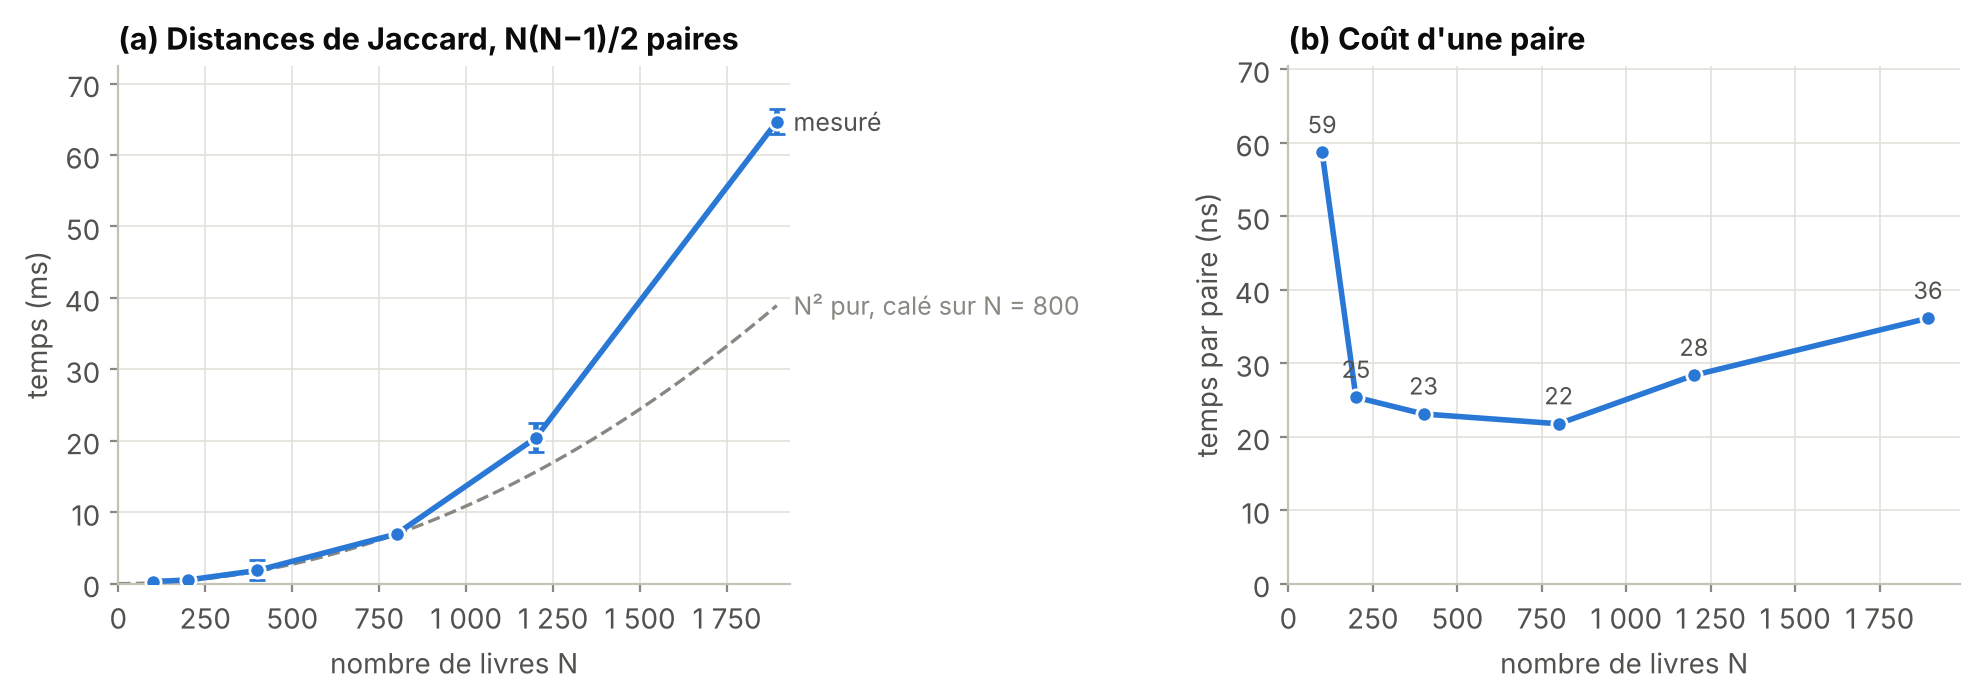 (a) Distances de Jaccard, N(N−1)/2 paires
70
60
50
40
30
20
10
0
temps (ms)
mesuré
N² pur, calé sur N = 800
0 250 500 750 1 000 1 250 1 500 1 750
nombre de livres N
(b) Coût d'une paire
70
60
50
40
30
20
10
0
temps par paire (ns)
59
25
23
22
28
36
0 250 500 750 1 000 1 250 1 500 1 750
nombre de livres N